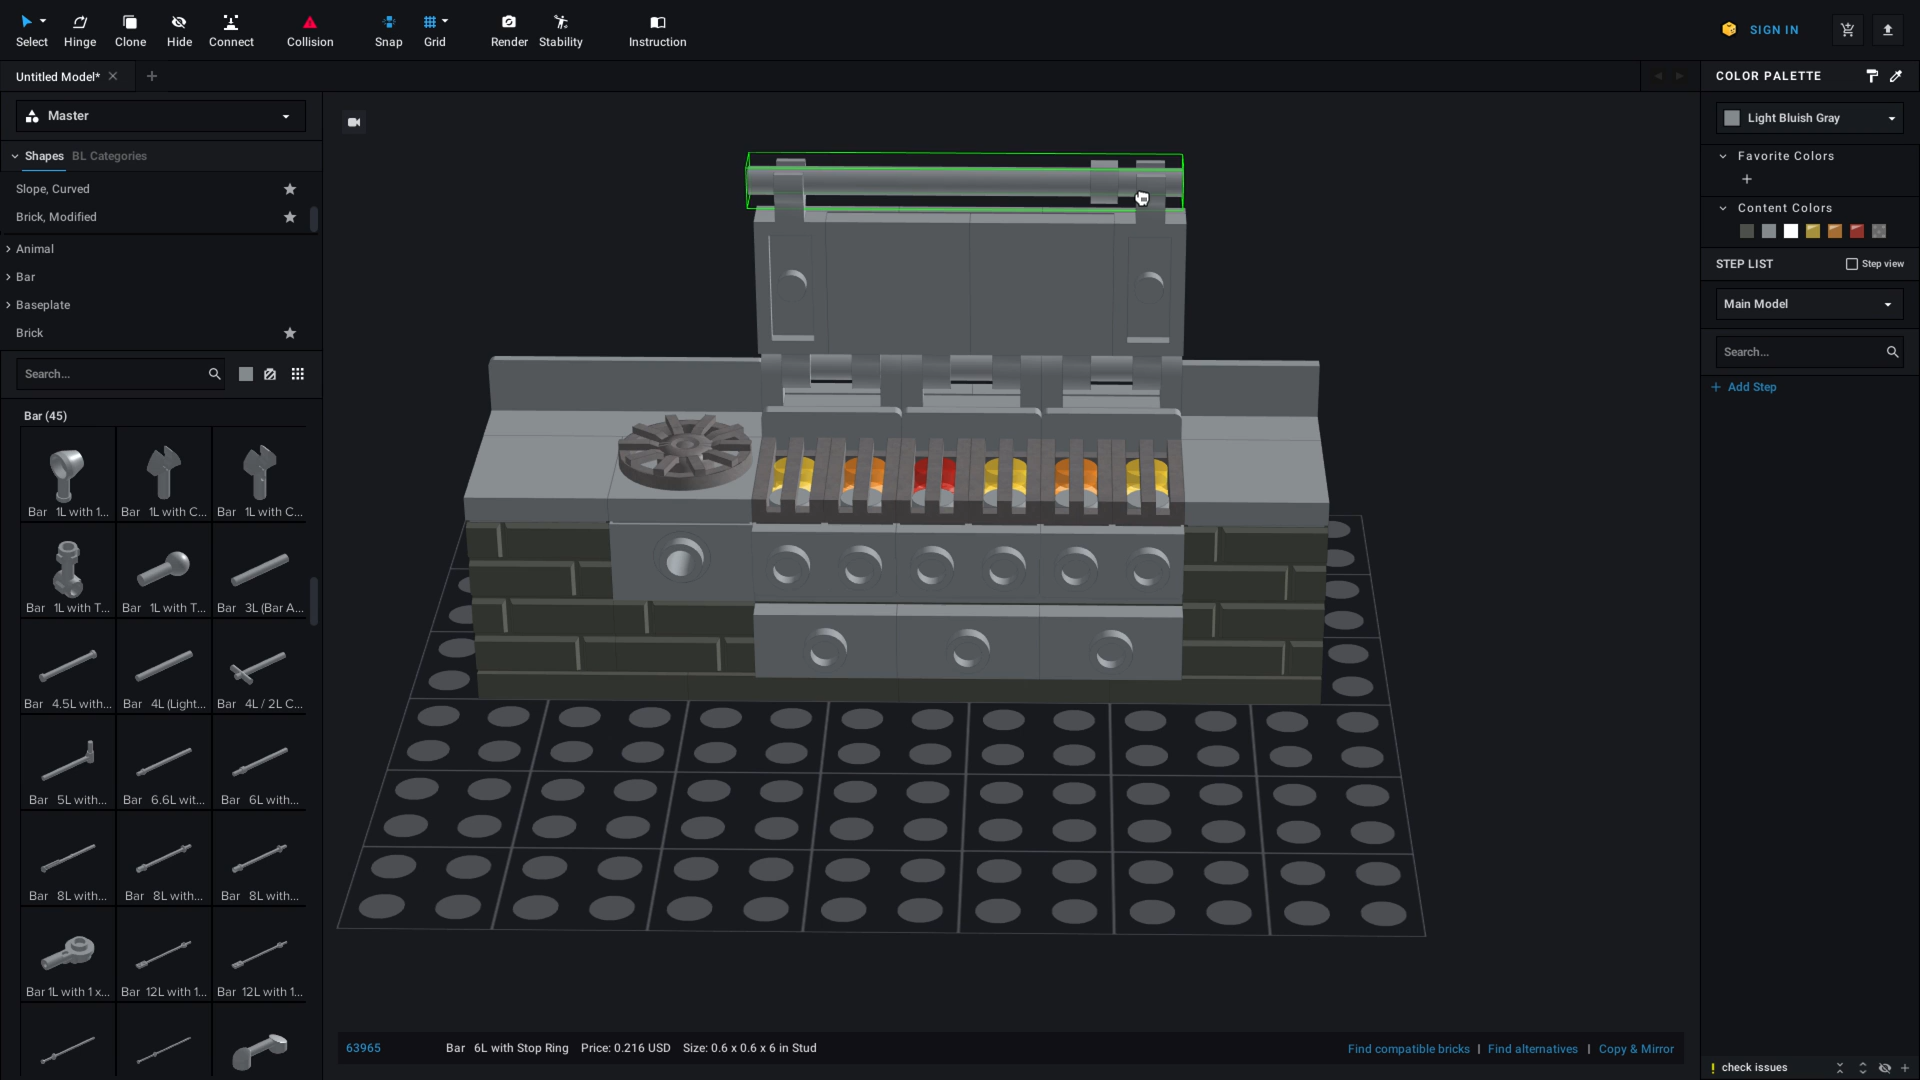 Select
Hinge
Clone
Hide
Connect
Collision
Snap
Grid
Render
Stability
Instruction
SIGN IN
Untitled Model*
Master
Shapes
BL Categories
Slope, Curved
Brick, Modified
Animal
Bar
Baseplate
Brick
Search...
Bar (45)
Bar 1L with 1...
Bar 1L with C...
Bar 1L with C...
Bar 1L with T...
Bar 1L with T...
Bar 3L (Bar A...
Bar 4.5L with...
Bar 4L (Light...
Bar 4L / 2L C...
Bar 5L with...
Bar 6.6L wit...
Bar 6L with...
Bar 8L with...
Bar 8L with...
Bar 8L with...
Bar 1L with 1 x...
Bar 12L with 1...
Bar 12L with 1...
63965
Bar 6L with Stop Ring Price: 0.216 USD Size: 0.6 x 0.6 x 6 in Stud
Find compatible bricks | Find alternatives | Copy & Mirror
COLOR PALETTE
Light Bluish Gray
Favorite Colors
Content Colors
STEP LIST
Step view
Main Model
Search...
Add Step
check issues